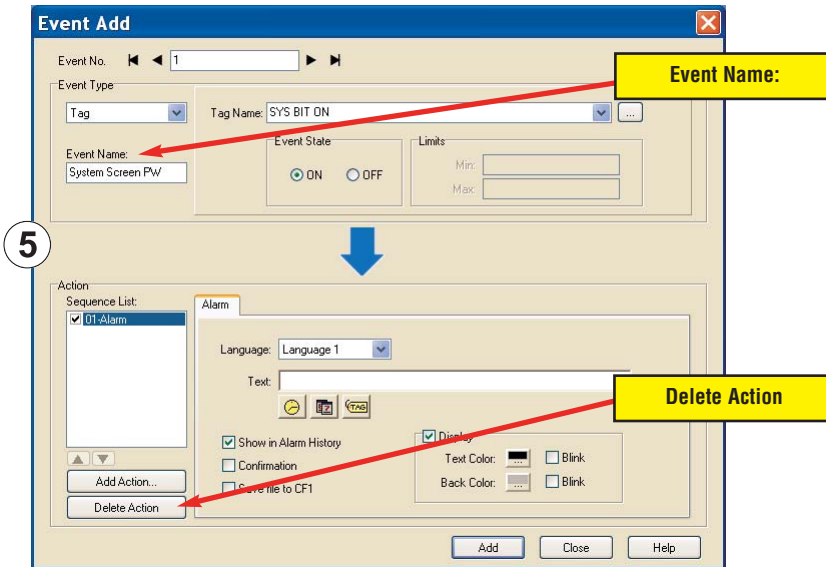 Event Add
Event No. 1
Event Name:
Event Type
Tag
Tag Name: SYS BIT ON ...
Event Name:
System Screen PW
Event State
ON OFF
Limits
Min:
Max:
5
Action
Sequence List:
01-Alarm
Alarm
Language: Language 1
Text:
TAG
Delete Action
Show in Alarm History
Confirmation
Save file to CF1
Display
Text Color: ... Blink
Back Color: ... Blink
Add Action...
Delete Action
Add Close Help